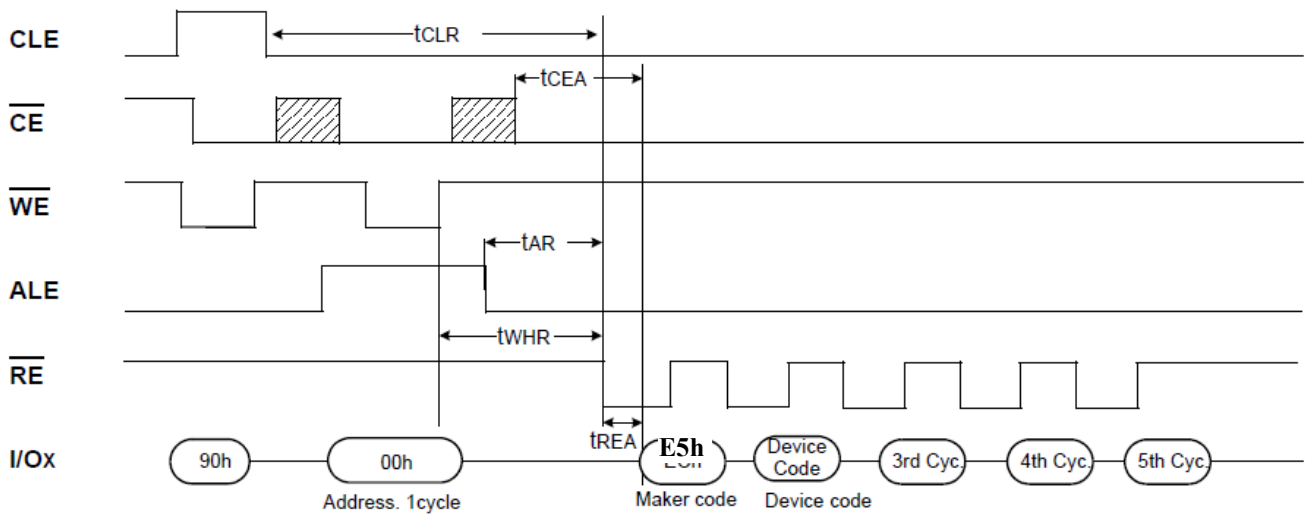 CLE
tCLR
tCEA
CE
WE
tAR
ALE
tWHR
RE
tREA
I/Ox
90h
00h
E5h
Device
Code
3rd Cyc.
4th Cyc.
5th Cyc.
Address. 1cycle
Maker code
Device code